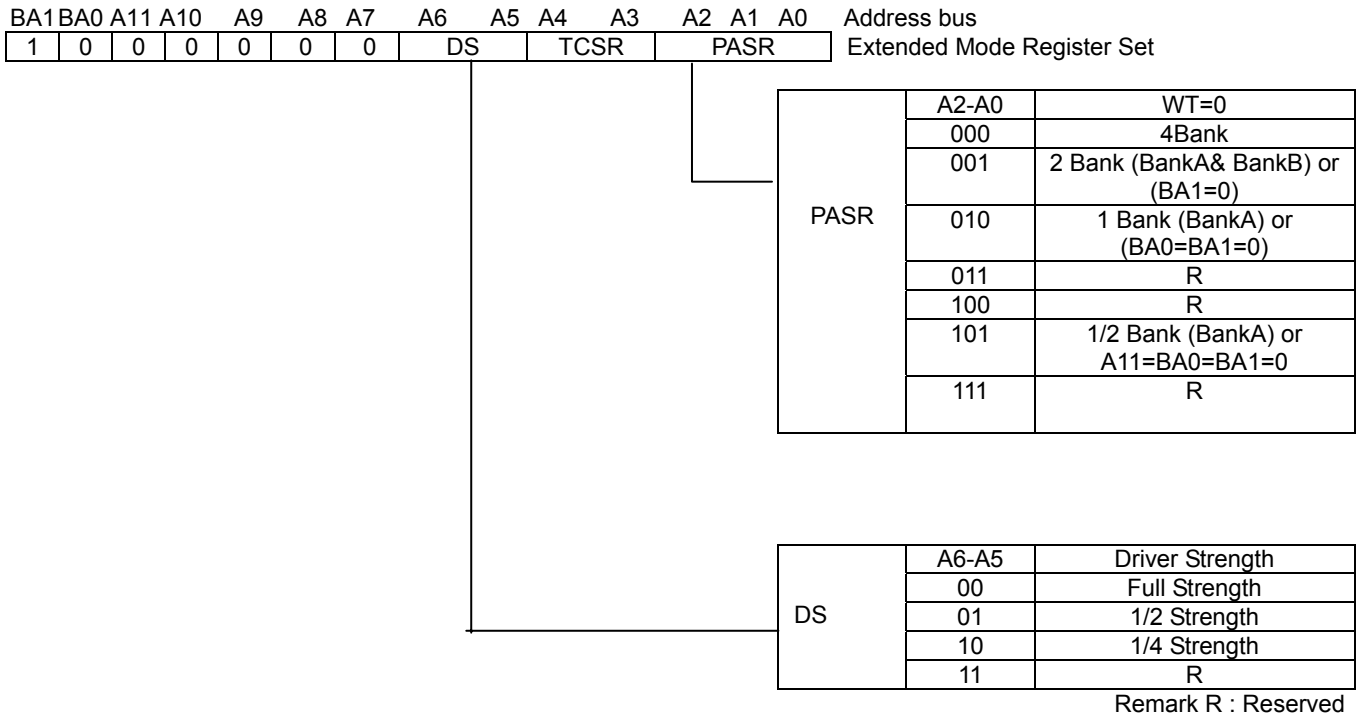 BA1 BA0 A11 A10 A9 A8 A7 A6 A5 A4 A3 A2 A1 A0 Address bus
1 0 0 0 0 0 0 DS TCSR PASR Extended Mode Register Set
PASR
A2-A0 WT=0
000 4Bank
001 2 Bank (BankA& BankB) or
(BA1=0)
010 1 Bank (BankA) or
(BA0=BA1=0)
011 R
100 R
101 1/2 Bank (BankA) or
A11=BA0=BA1=0
111 R
DS
A6-A5 Driver Strength
00 Full Strength
01 1/2 Strength
10 1/4 Strength
11 R
Remark R : Reserved